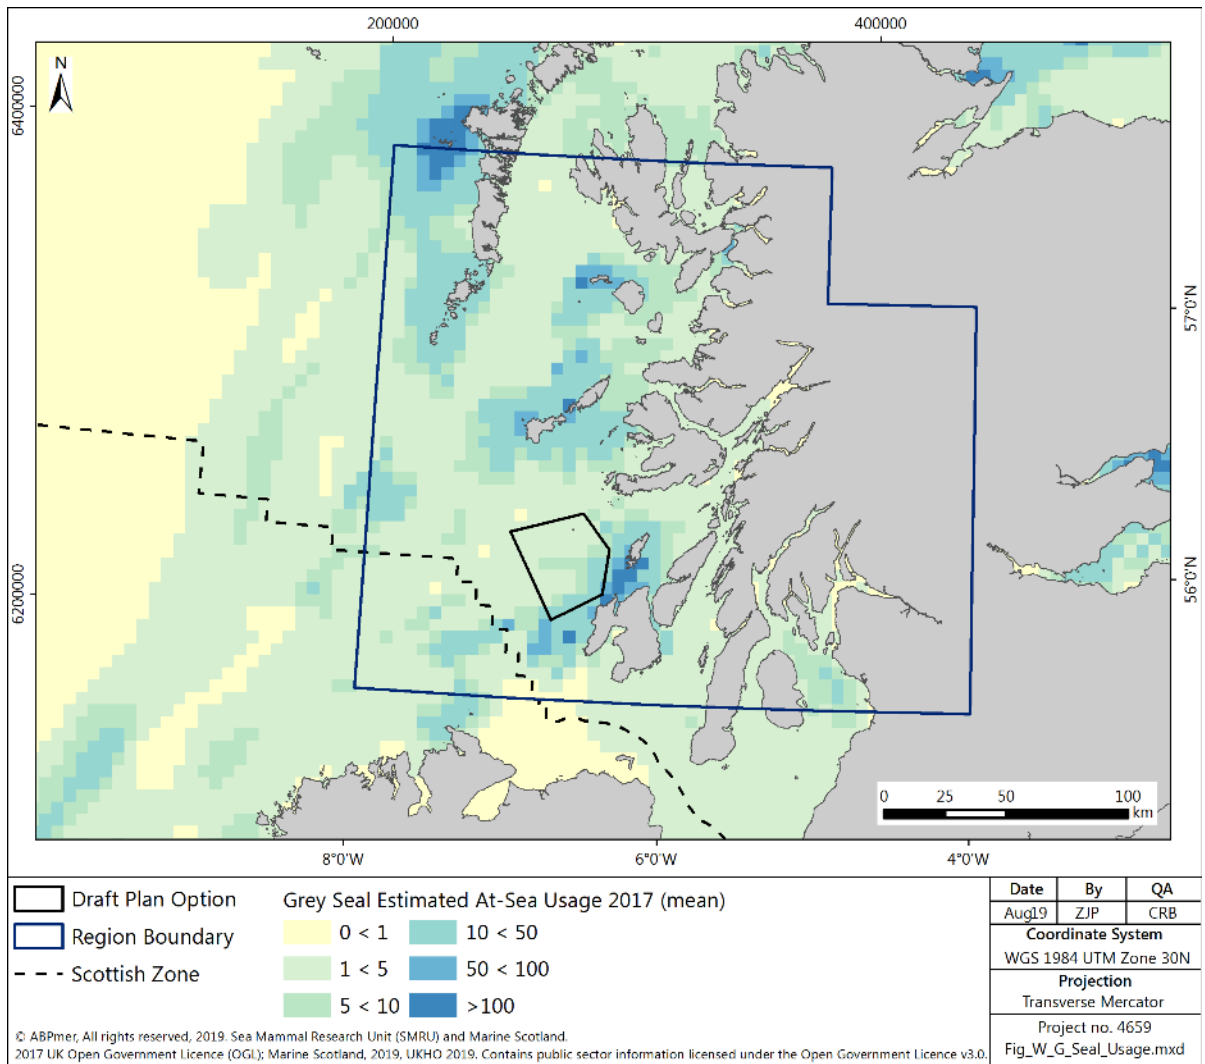 200000
400000
N
6400000
6200000
57°0'N
56°0'N
0 25 50 100
km
8°0'W
6°0'W
4°0'W
Draft Plan Option
Region Boundary
Scottish Zone
Grey Seal Estimated At-Sea Usage 2017 (mean)
0 < 1
1 < 5
5 < 10
10 < 50
50 < 100
>100
Date By QA
Aug19 ZJP CRB
Coordinate System
WGS 1984 UTM Zone 30N
Projection
Transverse Mercator
Project no. 4659
Fig_W_G_Seal_Usage.mxd
© ABPmer, All rights reserved, 2019. Sea Mammal Research Unit (SMRU) and Marine Scotland.
2017 UK Open Government Licence (OGL); Marine Scotland, 2019, UKHO 2019. Contains public sector information licensed under the Open Government Licence v3.0.